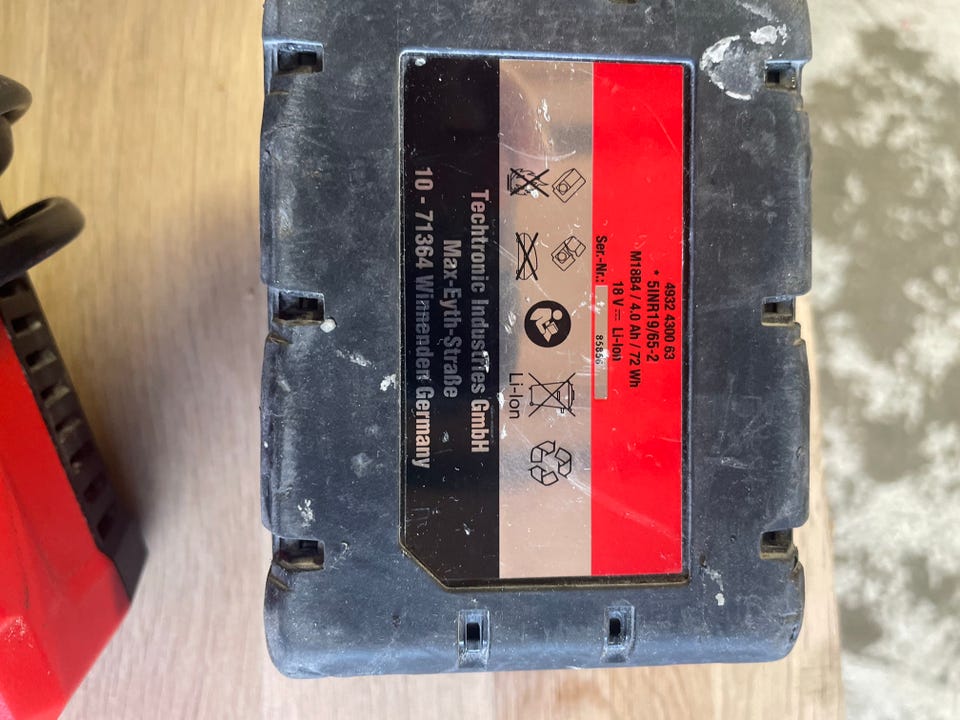 4932 4300 63
* 5INR19/65-2
M18B4 / 4.0 Ah / 72 Wh
18 V ⎓ Li-Ion
Ser.-Nr.: 85856
Li-Ion
Techtronic Industries GmbH
Max-Eyth-Straße
10 - 71364 Winnenden Germany